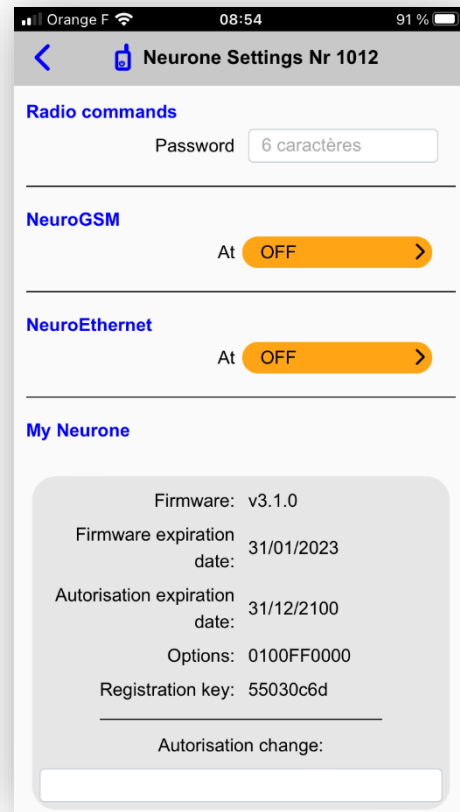 Orange F 08:54 91 %
Neurone Settings Nr 1012
Radio commands
Password 6 caractères
NeuroGSM
At OFF
NeuroEthernet
At OFF
My Neurone
Firmware: v3.1.0
Firmware expiration
date: 31/01/2023
Autorisation expiration
date: 31/12/2100
Options: 0100FF0000
Registration key: 55030c6d
Autorisation change: